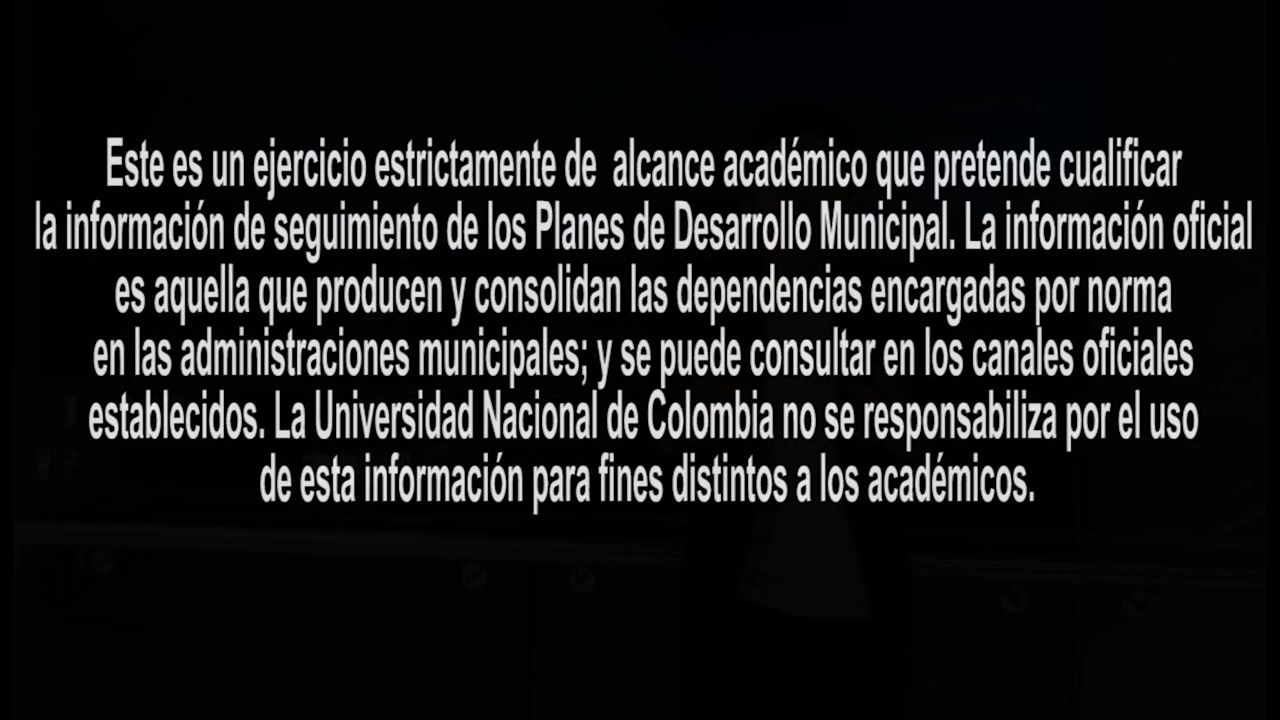 Este es un ejercicio estrictamente de alcance académico que pretende cualificar
la información de seguimiento de los Planes de Desarrollo Municipal. La información oficial
es aquella que producen y consolidan las dependencias encargadas por norma
en las administraciones municipales; y se puede consultar en los canales oficiales
establecidos. La Universidad Nacional de Colombia no se responsabiliza por el uso
de esta información para fines distintos a los académicos.